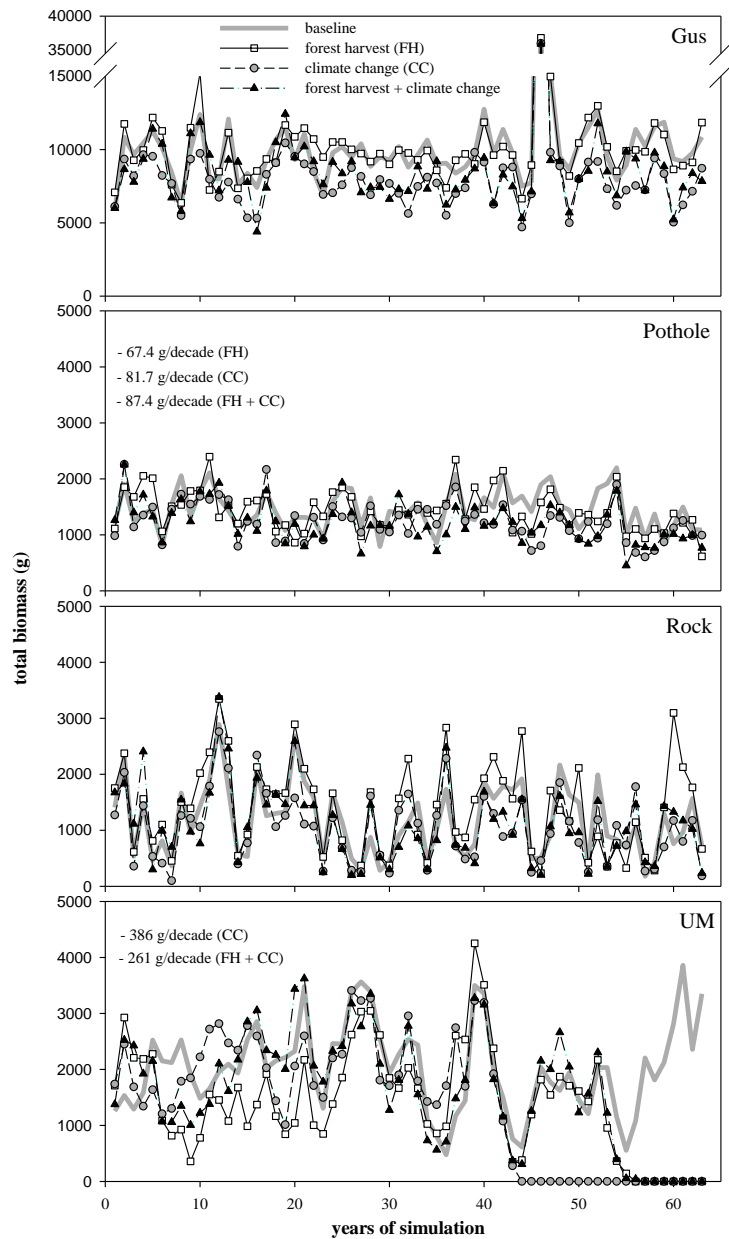 40000
35000
15000
10000
5000
0
baseline
forest harvest (FH)
climate change (CC)
forest harvest + climate change
Gus
5000
4000
3000
2000
1000
0
Pothole
- 67.4 g/decade (FH)
- 81.7 g/decade (CC)
- 87.4 g/decade (FH + CC)
total biomass (g)
5000
4000
3000
2000
1000
0
Rock
5000
4000
3000
2000
1000
0
UM
- 386 g/decade (CC)
- 261 g/decade (FH + CC)
0 10 20 30 40 50 60
years of simulation